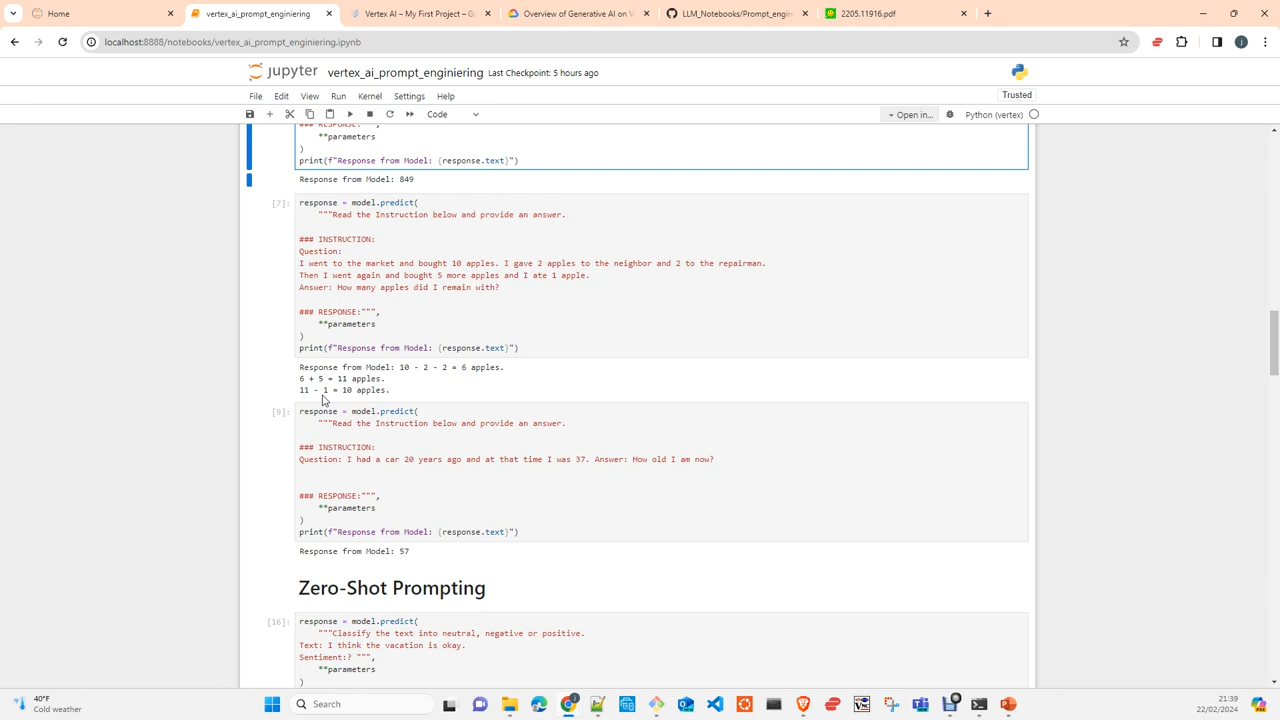 Home
vertex_ai_prompt_enginiering
Vertex AI – My First Project – Go
Overview of Generative AI on V
LLM_Notebooks/Prompt_engin
2205.11916.pdf
localhost:8888/notebooks/vertex_ai_prompt_enginiering.ipynb
jupyter vertex_ai_prompt_enginiering Last Checkpoint: 5 hours ago
File Edit View Run Kernel Settings Help
Trusted
Code
Open in...
Python (vertex)
### RESPONSE:""",
**parameters
)
print(f"Response from Model: {response.text}")
Response from Model: 849
[7]:
response = model.predict(
"""Read the Instruction below and provide an answer.
### INSTRUCTION:
Question:
I went to the market and bought 10 apples. I gave 2 apples to the neighbor and 2 to the repairman.
Then I went again and bought 5 more apples and I ate 1 apple.
Answer: How many apples did I remain with?
### RESPONSE:""",
**parameters
)
print(f"Response from Model: {response.text}")
Response from Model: 10 - 2 - 2 = 6 apples.
6 + 5 = 11 apples.
11 - 1 = 10 apples.
[9]:
response = model.predict(
"""Read the Instruction below and provide an answer.
### INSTRUCTION:
Question: I had a car 20 years ago and at that time I was 37. Answer: How old I am now?
### RESPONSE:""",
**parameters
)
print(f"Response from Model: {response.text}")
Response from Model: 57
Zero-Shot Prompting
[16]:
response = model.predict(
"""Classify the text into neutral, negative or positive.
Text: I think the vacation is okay.
Sentiment:? """,
**parameters
)
40°F
Cold weather
Search
21:39
22/02/2024